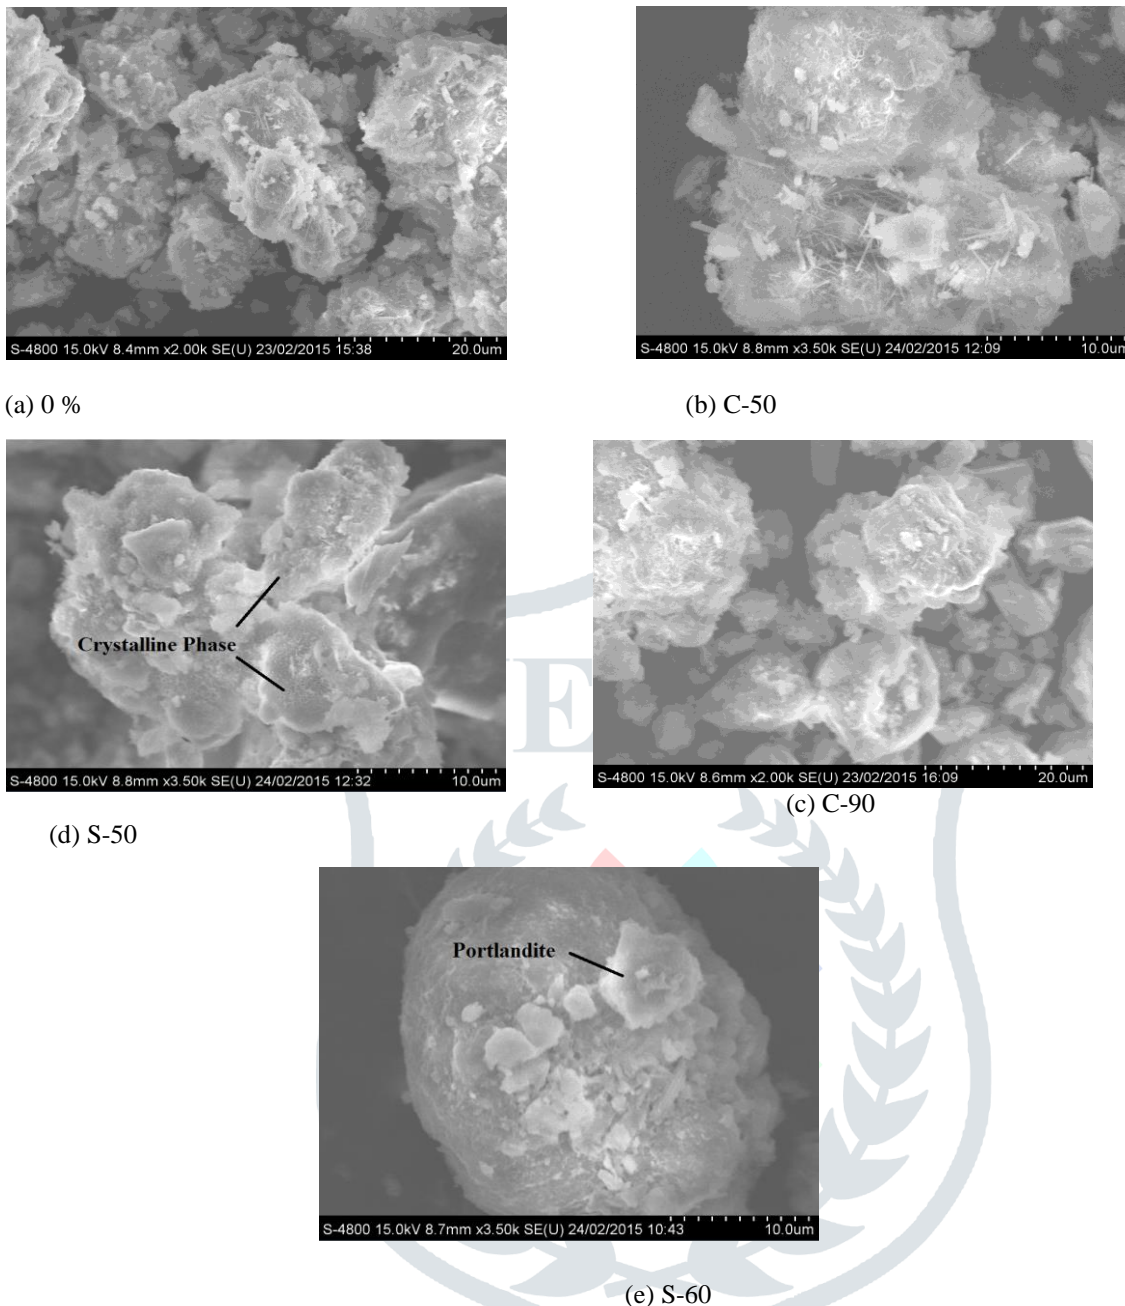 S-4800 15.0kV 8.4mm x2.00k SE(U) 23/02/2015 15:38 20.0um
S-4800 15.0kV 8.8mm x3.50k SE(U) 24/02/2015 12:09 10.0um
(a) 0 %
(b) C-50
Crystalline Phase
S-4800 15.0kV 8.8mm x3.50k SE(U) 24/02/2015 12:32 10.0um
S-4800 15.0kV 8.6mm x2.00k SE(U) 23/02/2015 16:09 20.0um
(c) C-90
(d) S-50
Portlandite
S-4800 15.0kV 8.7mm x3.50k SE(U) 24/02/2015 10:43 10.0um
(e) S-60